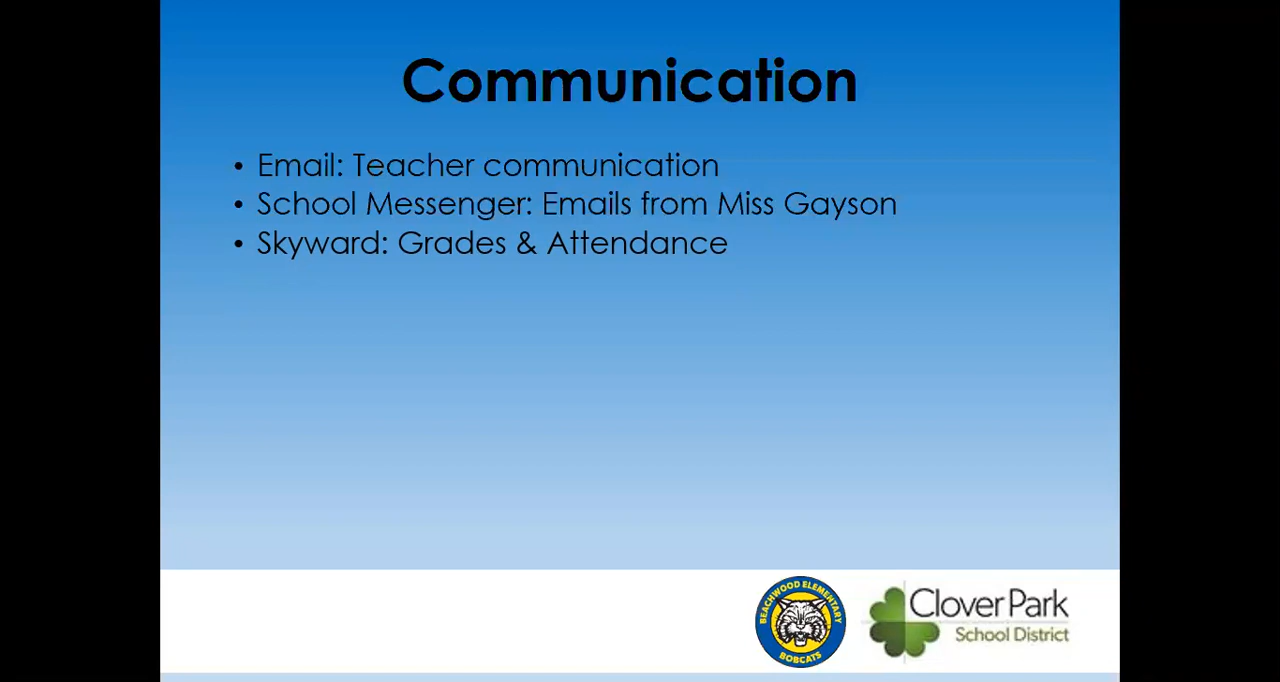 Communication
• Email: Teacher communication
• School Messenger: Emails from Miss Gayson
• Skyward: Grades & Attendance
BEACHWOOD ELEMENTARY
BOBCATS
Clover Park
School District